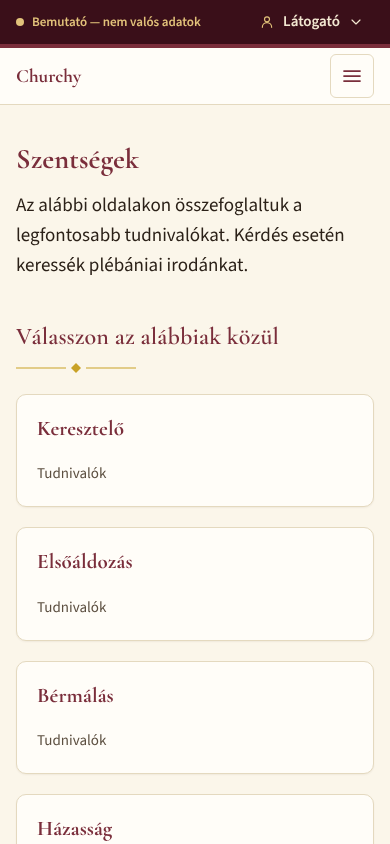 Bemutató — nem valós adatok
Látogató
Churchy
Szentségek
Az alábbi oldalakon összefoglaltuk a
legfontosabb tudnivalókat. Kérdés esetén
keressék plébániai irodánkat.
Válasszon az alábbiak közül
Keresztelő
Tudnivalók
Elsőáldozás
Tudnivalók
Bérmálás
Tudnivalók
Házasság